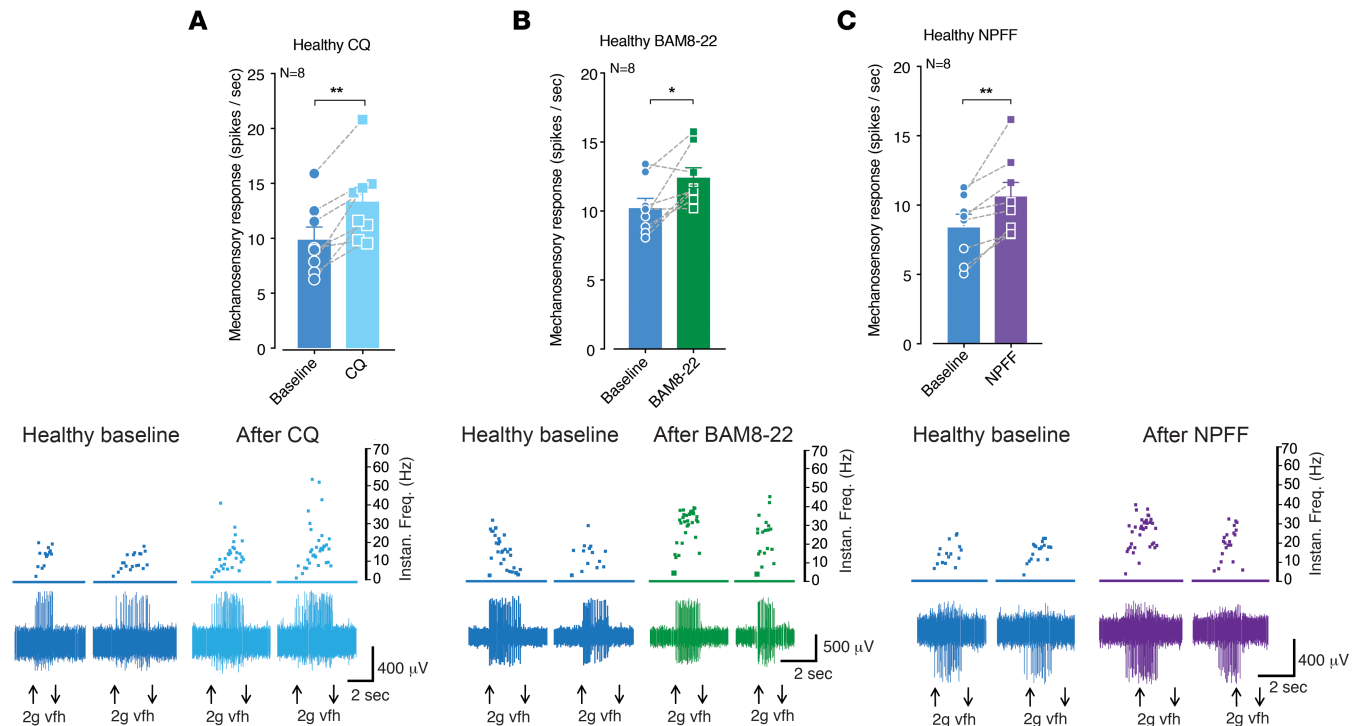 A
Healthy CQ
N=8
**
Mechanosensory response (spikes / sec)
25
20
15
10
5
0
Baseline
CQ
B
Healthy BAM8-22
N=8
*
Mechanosensory response (spikes / sec)
20
15
10
5
0
Baseline
BAM8-22
C
Healthy NPFF
N=8
**
Mechanosensory response (spikes / sec)
20
15
10
5
0
Baseline
NPFF
Healthy baseline
After CQ
70
60
50
40
30
20
10
0
Instan. Freq. (Hz)
400 μV
2 sec
2g vfh
2g vfh
2g vfh
2g vfh
Healthy baseline
After BAM8-22
70
60
50
40
30
20
10
0
Instan. Freq. (Hz)
500 μV
2 sec
2g vfh
2g vfh
2g vfh
2g vfh
Healthy baseline
After NPFF
70
60
50
40
30
20
10
0
Instan. Freq. (Hz)
400 μV
2 sec
2g vfh
2g vfh
2g vfh
2g vfh